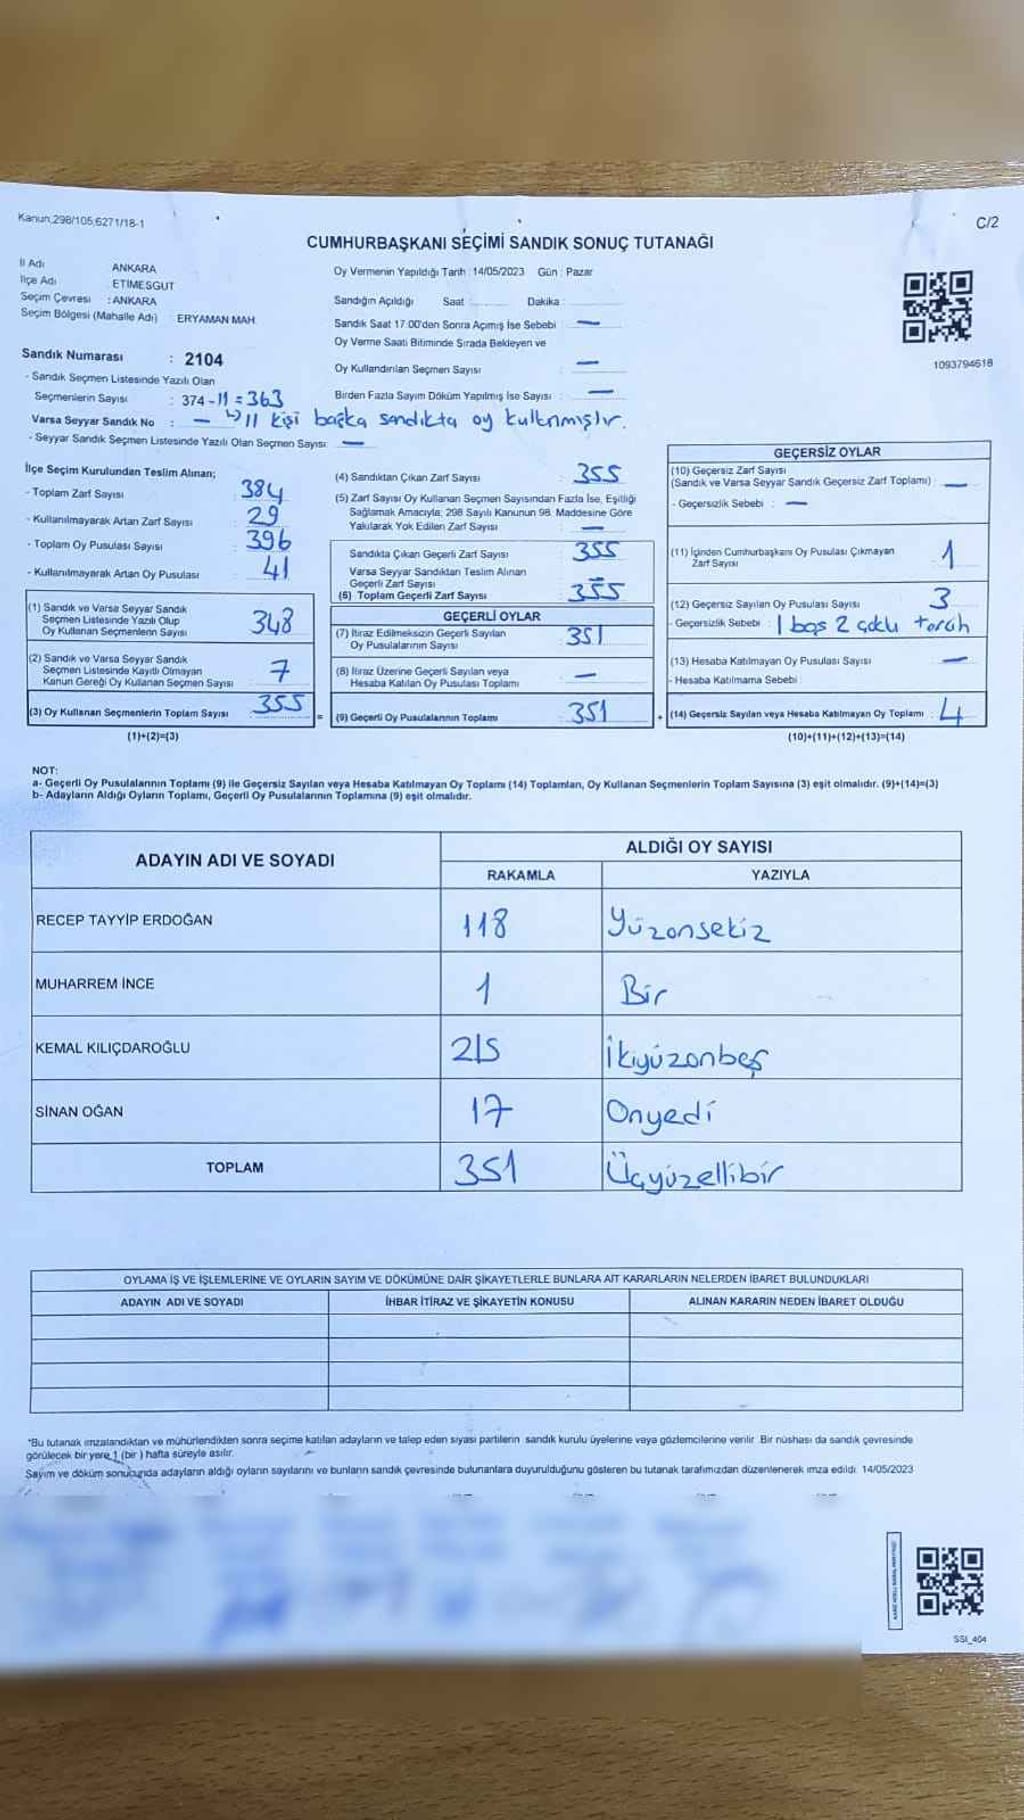 Kanun,298/105,6271/18-1
C/2
CUMHURBAŞKANI SEÇİMİ SANDIK SONUÇ TUTANAĞI
İl Adı ANKARA
İlçe Adı ETİMESGUT
Seçim Çevresi : ANKARA
Seçim Bölgesi (Mahalle Adı) : ERYAMAN MAH.
Oy Vermenin Yapıldığı Tarih : 14/05/2023 Gün : Pazar
Sandığın Açıldığı Saat Dakika :
Sandık Saat 17:00'den Sonra Açımış İse Sebebi : —
Oy Verme Saati Bitiminde Sırada Bekleyen ve
Oy Kullandırılan Seçmen Sayısı : —
Birden Fazla Sayım Döküm Yapılmış İse Sayısı : —
1093794618
Sandık Numarası : 2104
- Sandık Seçmen Listesinde Yazılı Olan
Seçmenlerin Sayısı : 374 - 11 = 363
Varsa Seyyar Sandık No : — ↳ 11 kişi başka sandıkta oy kullanmıştır.
- Seyyar Sandık Seçmen Listesinde Yazılı Olan Seçmen Sayısı : —
İlçe Seçim Kurulundan Teslim Alınan;
- Toplam Zarf Sayısı : 384
- Kullanılmayarak Artan Zarf Sayısı : 29
- Toplam Oy Pusulası Sayısı : 396
- Kullanılmayarak Artan Oy Pusulası : 41
(1) Sandık ve Varsa Seyyar Sandık
Seçmen Listesinde Yazılı Olup
Oy Kullanan Seçmenlerin Sayısı : 348
(2) Sandık ve Varsa Seyyar Sandık
Seçmen Listesinde Kayıtlı Olmayan
Kanun Gereği Oy Kullanan Seçmen Sayısı : 7
(3) Oy Kullanan Seçmenlerin Toplam Sayısı : 355
(1)+(2)=(3)
(4) Sandıktan Çıkan Zarf Sayısı : 355
(5) Zarf Sayısı Oy Kullanan Seçmen Sayısından Fazla İse, Eşitliği
Sağlamak Amacıyla; 298 Sayılı Kanunun 98. Maddesine Göre
Yakılarak Yok Edilen Zarf Sayısı : —
Sandıkta Çıkan Geçerli Zarf Sayısı : 355
Varsa Seyyar Sandıktan Teslim Alınan
Geçerli Zarf Sayısı : —
(6) Toplam Geçerli Zarf Sayısı : 355
GEÇERLİ OYLAR
(7) İtiraz Edilmeksizin Geçerli Sayılan
Oy Pusulalarının Sayısı : 351
(8) İtiraz Üzerine Geçerli Sayılan veya
Hesaba Katılan Oy Pusulası Toplamı : —
= (9) Geçerli Oy Pusulalarının Toplamı : 351
GEÇERSİZ OYLAR
(10) Geçersiz Zarf Sayısı
(Sandık ve Varsa Seyyar Sandık Geçersiz Zarf Toplamı) : —
- Geçersizlik Sebebi : —
(11) İçinden Cumhurbaşkanı Oy Pusulası Çıkmayan
Zarf Sayısı 1
(12) Geçersiz Sayılan Oy Pusulası Sayısı : 3
- Geçersizlik Sebebi : 1 boş 2 çoklu tercih
(13) Hesaba Katılmayan Oy Pusulası Sayısı : —
- Hesaba Katılmama Sebebi :
+ (14) Geçersiz Sayılan veya Hesaba Katılmayan Oy Toplamı : 4
(10)+(11)+(12)+(13)=(14)
NOT:
a- Geçerli Oy Pusulalarının Toplamı (9) ile Geçersiz Sayılan veya Hesaba Katılmayan Oy Toplamı (14) Toplamları, Oy Kullanan Seçmenlerin Toplam Sayısına (3) eşit olmalıdır. (9)+(14)=(3)
b- Adayların Aldığı Oyların Toplamı, Geçerli Oy Pusulalarının Toplamına (9) eşit olmalıdır.
ADAYIN ADI VE SOYADI ALDIĞI OY SAYISI
RAKAMLA YAZIYLA
RECEP TAYYİP ERDOĞAN 118 Yüzonsekiz
MUHARREM İNCE 1 Bir
KEMAL KILIÇDAROĞLU 215 İkiyüzonbeş
SİNAN OĞAN 17 Onyedi
TOPLAM 351 Üçyüzellibir
OYLAMA İŞ VE İŞLEMLERİNE VE OYLARIN SAYIM VE DÖKÜMÜNE DAİR ŞİKAYETLERLE BUNLARA AİT KARARLARIN NELERDEN İBARET BULUNDUKLARI
ADAYIN ADI VE SOYADI İHBAR İTİRAZ VE ŞİKAYETİN KONUSU ALINAN KARARIN NEDEN İBARET OLDUĞU
*Bu tutanak imzalandıktan ve mühürlendikten sonra seçime katılan adayların ve talep eden siyasi partilerin sandık kurulu üyelerine veya gözlemcilerine verilir. Bir nüshası da sandık çevresinde
görülecek bir yere 1 (bir ) hafta süreyle asılır.
Sayım ve döküm sonucunda adayların aldığı oyların sayılarını ve bunların sandık çevresinde bulunanlara duyurulduğunu gösteren bu tutanak tarafımızdan düzenlenerek imza edildi. 14/05/2023
SSI_404